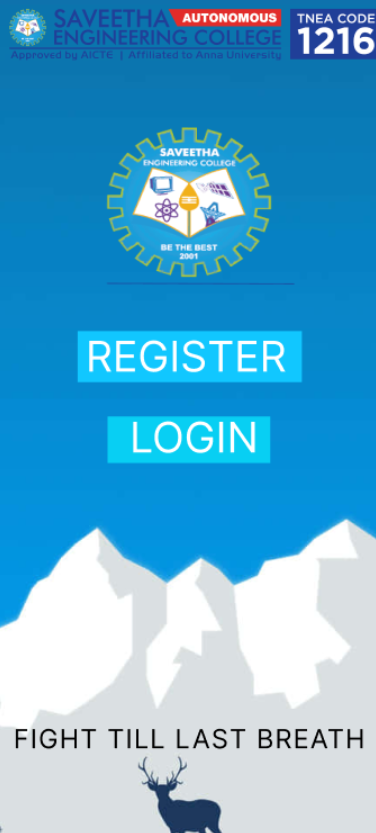 SAVEETHA AUTONOMOUS
ENGINEERING COLLEGE
Approved by AICTE | Affiliated to Anna University
TNEA CODE
1216
SAVEETHA
ENGINEERING COLLEGE
BE THE BEST
2001
REGISTER
LOGIN
FIGHT TILL LAST BREATH